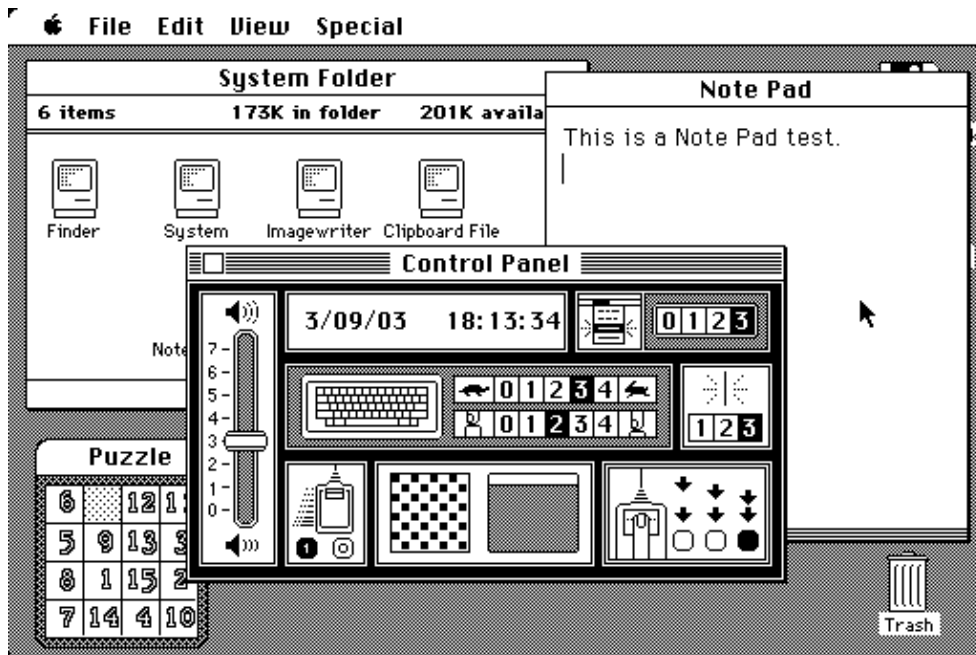 File Edit View Special
System Folder
6 items 173K in folder 201K availa
Finder System Imagewriter Clipboard File
Note
Note Pad
This is a Note Pad test.
Control Panel
3/09/03 18:13:34
0 1 2 3
7
6
5
4
3
2
1
0
0 1 2 3 4
0 1 2 3 4
1 2 3
1 0
Puzzle
6 12 1
5 9 13 3
8 1 15 2
7 14 4 10
Trash